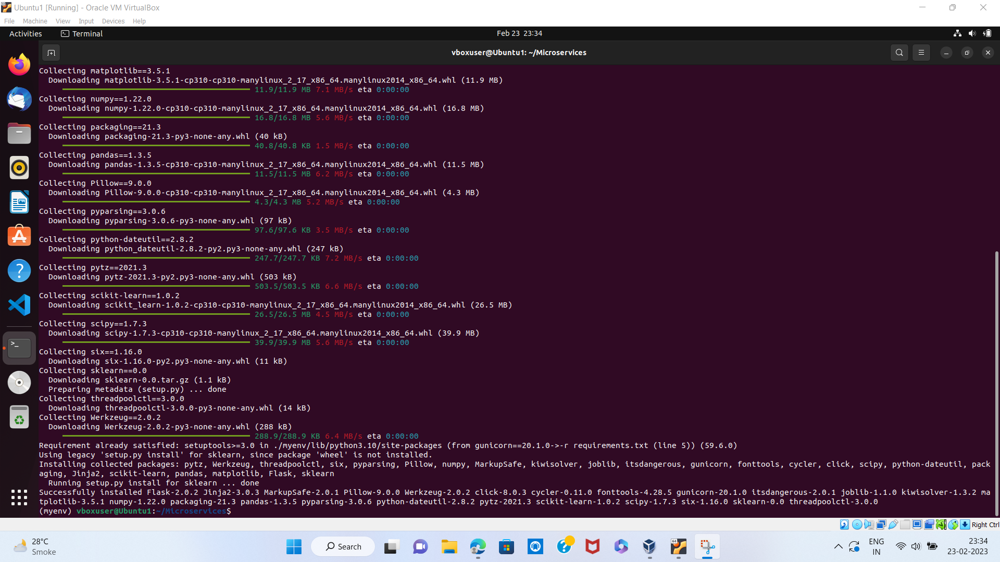 Ubuntu1 [Running] - Oracle VM VirtualBox
File Machine View Input Devices Help
Activities Terminal Feb 23 23:34
vboxuser@Ubuntu1: ~/Microservices
Collecting matplotlib==3.5.1
Downloading matplotlib-3.5.1-cp310-cp310-manylinux_2_17_x86_64.manylinux2014_x86_64.whl (11.9 MB)
11.9/11.9 MB 7.1 MB/s eta 0:00:00
Collecting numpy==1.22.0
Downloading numpy-1.22.0-cp310-cp310-manylinux_2_17_x86_64.manylinux2014_x86_64.whl (16.8 MB)
16.8/16.8 MB 5.6 MB/s eta 0:00:00
Collecting packaging==21.3
Downloading packaging-21.3-py3-none-any.whl (40 kB)
40.8/40.8 KB 1.5 MB/s eta 0:00:00
Collecting pandas==1.3.5
Downloading pandas-1.3.5-cp310-cp310-manylinux_2_17_x86_64.manylinux2014_x86_64.whl (11.5 MB)
11.5/11.5 MB 6.2 MB/s eta 0:00:00
Collecting Pillow==9.0.0
Downloading Pillow-9.0.0-cp310-cp310-manylinux_2_17_x86_64.manylinux2014_x86_64.whl (4.3 MB)
4.3/4.3 MB 5.2 MB/s eta 0:00:00
Collecting pyparsing==3.0.6
Downloading pyparsing-3.0.6-py3-none-any.whl (97 kB)
97.6/97.6 KB 3.5 MB/s eta 0:00:00
Collecting python-dateutil==2.8.2
Downloading python_dateutil-2.8.2-py2.py3-none-any.whl (247 kB)
247.7/247.7 KB 7.2 MB/s eta 0:00:00
Collecting pytz==2021.3
Downloading pytz-2021.3-py2.py3-none-any.whl (503 kB)
503.5/503.5 KB 6.6 MB/s eta 0:00:00
Collecting scikit-learn==1.0.2
Downloading scikit_learn-1.0.2-cp310-cp310-manylinux_2_17_x86_64.manylinux2014_x86_64.whl (26.5 MB)
26.5/26.5 MB 4.5 MB/s eta 0:00:00
Collecting scipy==1.7.3
Downloading scipy-1.7.3-cp310-cp310-manylinux_2_17_x86_64.manylinux2014_x86_64.whl (39.9 MB)
39.9/39.9 MB 5.6 MB/s eta 0:00:00
Collecting six==1.16.0
Downloading six-1.16.0-py2.py3-none-any.whl (11 kB)
Collecting sklearn==0.0
Downloading sklearn-0.0.tar.gz (1.1 kB)
Preparing metadata (setup.py) ... done
Collecting threadpoolctl==3.0.0
Downloading threadpoolctl-3.0.0-py3-none-any.whl (14 kB)
Collecting Werkzeug==2.0.2
Downloading Werkzeug-2.0.2-py3-none-any.whl (288 kB)
288.9/288.9 KB 6.4 MB/s eta 0:00:00
Requirement already satisfied: setuptools>=3.0 in ./myenv/lib/python3.10/site-packages (from gunicorn==20.1.0->-r requirements.txt (line 5)) (59.6.0)
Using legacy 'setup.py install' for sklearn, since package 'wheel' is not installed.
Installing collected packages: pytz, Werkzeug, threadpoolctl, six, pyparsing, Pillow, numpy, MarkupSafe, kiwisolver, joblib, itsdangerous, gunicorn, fonttools, cycler, click, scipy, python-dateutil, pack
aging, Jinja2, scikit-learn, pandas, matplotlib, Flask, sklearn
Running setup.py install for sklearn ... done
Successfully installed Flask-2.0.2 Jinja2-3.0.3 MarkupSafe-2.0.1 Pillow-9.0.0 Werkzeug-2.0.2 click-8.0.3 cycler-0.11.0 fonttools-4.28.5 gunicorn-20.1.0 itsdangerous-2.0.1 joblib-1.1.0 kiwisolver-1.3.2 ma
tplotlib-3.5.1 numpy-1.22.0 packaging-21.3 pandas-1.3.5 pyparsing-3.0.6 python-dateutil-2.8.2 pytz-2021.3 scikit-learn-1.0.2 scipy-1.7.3 six-1.16.0 sklearn-0.0 threadpoolctl-3.0.0
(myenv) vboxuser@Ubuntu1:~/Microservices$
Right Ctrl
28°C
Smoke
Search
64
ENG
IN
23:34
23-02-2023